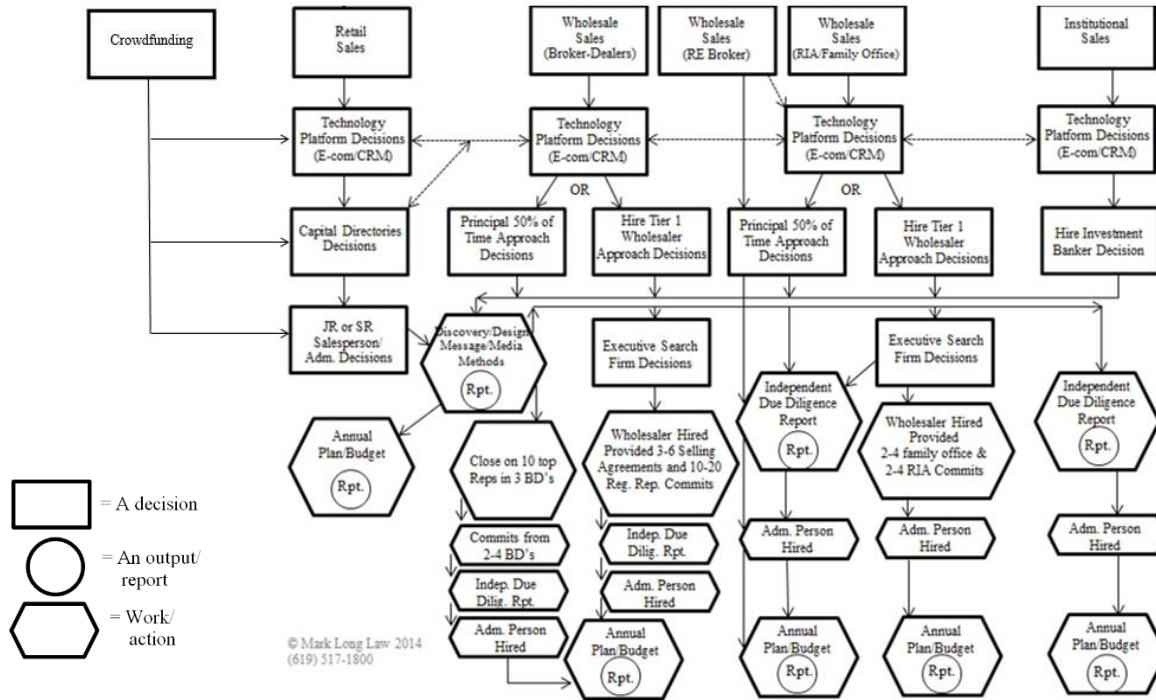 Crowdfunding
Retail
Sales
Wholesale
Sales
(Broker-Dealers)
Wholesale
Sales
(RE Broker)
Wholesale
Sales
(RIA/Family Office)
Institutional
Sales
Technology
Platform Decisions
(E-com/CRM)
Technology
Platform Decisions
(E-com/CRM)
Technology
Platform Decisions
(E-com/CRM)
Technology
Platform Decisions
(E-com/CRM)
OR
OR
Capital Directories
Decisions
Principal 50% of
Time Approach
Decisions
Hire Tier 1
Wholesaler
Approach Decisions
Principal 50% of
Time Approach
Decisions
Hire Tier 1
Wholesaler
Approach Decisions
Hire Investment
Banker Decision
JR or SR
Salesperson/
Adm. Decisions
Discovery/Design
Message/Media
Methods
Rpt.
Executive Search
Firm Decisions
Executive Search
Firm Decisions
Independent
Due Diligence
Report
Rpt.
Independent
Due Diligence
Report
Rpt.
Annual
Plan/Budget
Rpt.
Close on 10 top
Reps in 3 BD's
Wholesaler Hired
Provided 3-6 Selling
Agreements and 10-20
Reg. Rep. Commits
Wholesaler Hired
Provided
2-4 family office &
2-4 RIA Commits
Commits from
2-4 BD's
Indep. Due
Dilig. Rpt.
Adm. Person
Hired
Adm. Person
Hired
Adm. Person
Hired
Indep. Due
Dilig. Rpt.
Adm. Person
Hired
Adm. Person
Hired
Annual
Plan/Budget
Rpt.
Annual
Plan/Budget
Rpt.
Annual
Plan/Budget
Rpt.
Annual
Plan/Budget
Rpt.
= A decision
= An output/
report
= Work/
action
© Mark Long Law 2014
(619) 517-1800